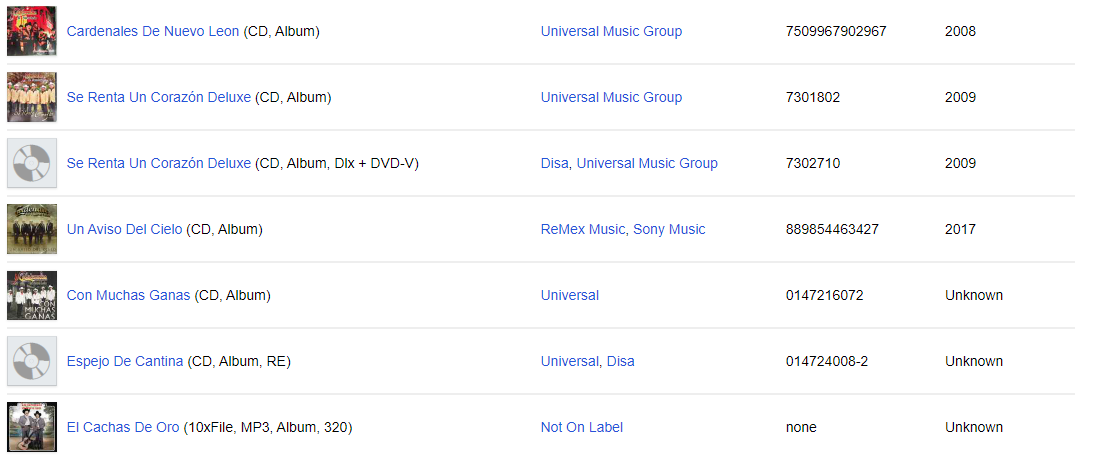 Cardenales De Nuevo Leon (CD, Album) Universal Music Group 7509967902967 2008
Se Renta Un Corazón Deluxe (CD, Album) Universal Music Group 7301802 2009
Se Renta Un Corazón Deluxe (CD, Album, Dlx + DVD-V) Disa, Universal Music Group 7302710 2009
Un Aviso Del Cielo (CD, Album) ReMex Music, Sony Music 889854463427 2017
Con Muchas Ganas (CD, Album) Universal 0147216072 Unknown
CON
MUCHAS
GANAS
Espejo De Cantina (CD, Album, RE) Universal, Disa 014724008-2 Unknown
El Cachas De Oro (10xFile, MP3, Album, 320) Not On Label none Unknown